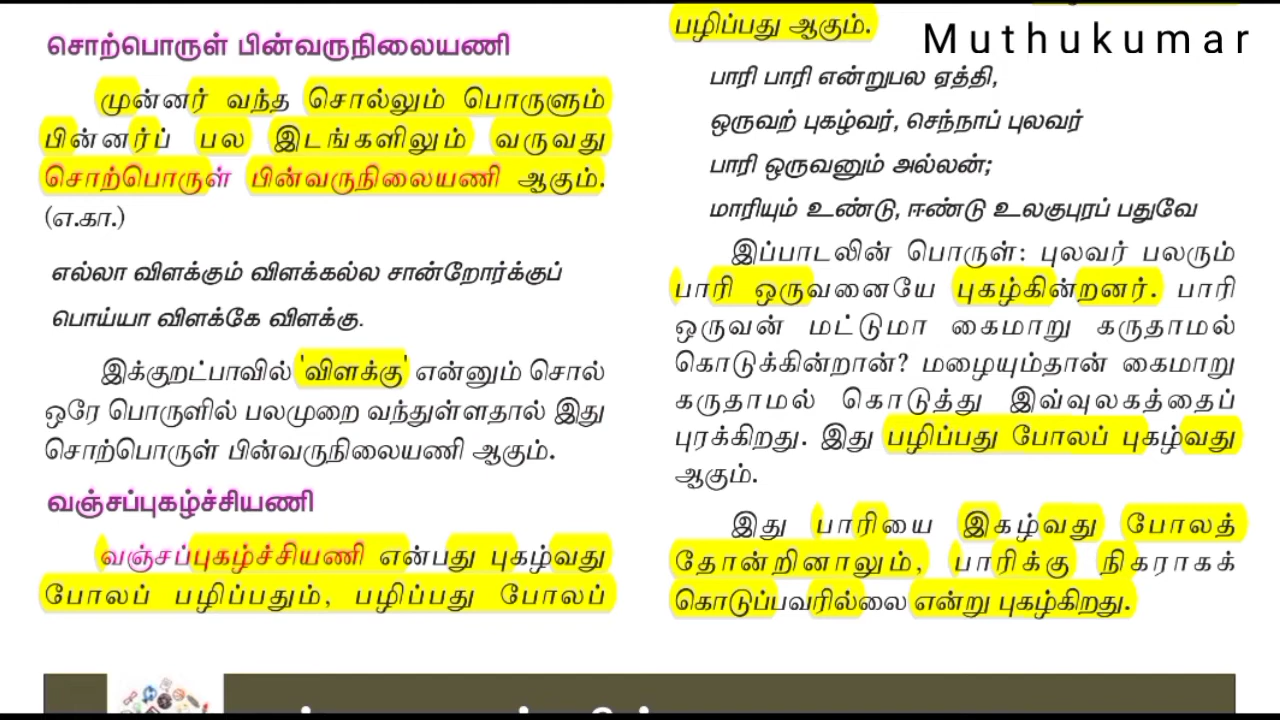 சொற்பொருள் பின்வருநிலையணி
முன்னர் வந்த சொல்லும் பொருளும்
பின்னர்ப் பல இடங்களிலும் வருவது
சொற்பொருள் பின்வருநிலையணி ஆகும்.
(எ.கா.)
எல்லா விளக்கும் விளக்கல்ல சான்றோர்க்குப்
பொய்யா விளக்கே விளக்கு.
இக்குறட்பாவில் 'விளக்கு' என்னும் சொல்
ஒரே பொருளில் பலமுறை வந்துள்ளதால் இது
சொற்பொருள் பின்வருநிலையணி ஆகும்.
வஞ்சப்புகழ்ச்சியணி
வஞ்சப்புகழ்ச்சியணி என்பது புகழ்வது
போலப் பழிப்பதும், பழிப்பது போலப்
பழிப்பது ஆகும்.
Muthukumar
பாரி பாரி என்றுபல ஏத்தி,
ஒருவற் புகழ்வர், செந்நாப் புலவர்
பாரி ஒருவனும் அல்லன்;
மாரியும் உண்டு, ஈண்டு உலகுபுரப் பதுவே
இப்பாடலின் பொருள்: புலவர் பலரும்
பாரி ஒருவனையே புகழ்கின்றனர். பாரி
ஒருவன் மட்டுமா கைமாறு கருதாமல்
கொடுக்கின்றான்? மழையும்தான் கைமாறு
கருதாமல் கொடுத்து இவ்வுலகத்தைப்
புரக்கிறது. இது பழிப்பது போலப் புகழ்வது
ஆகும்.
இது பாரியை இகழ்வது போலத்
தோன்றினாலும், பாரிக்கு நிகராகக்
கொடுப்பவரில்லை என்று புகழ்கிறது.